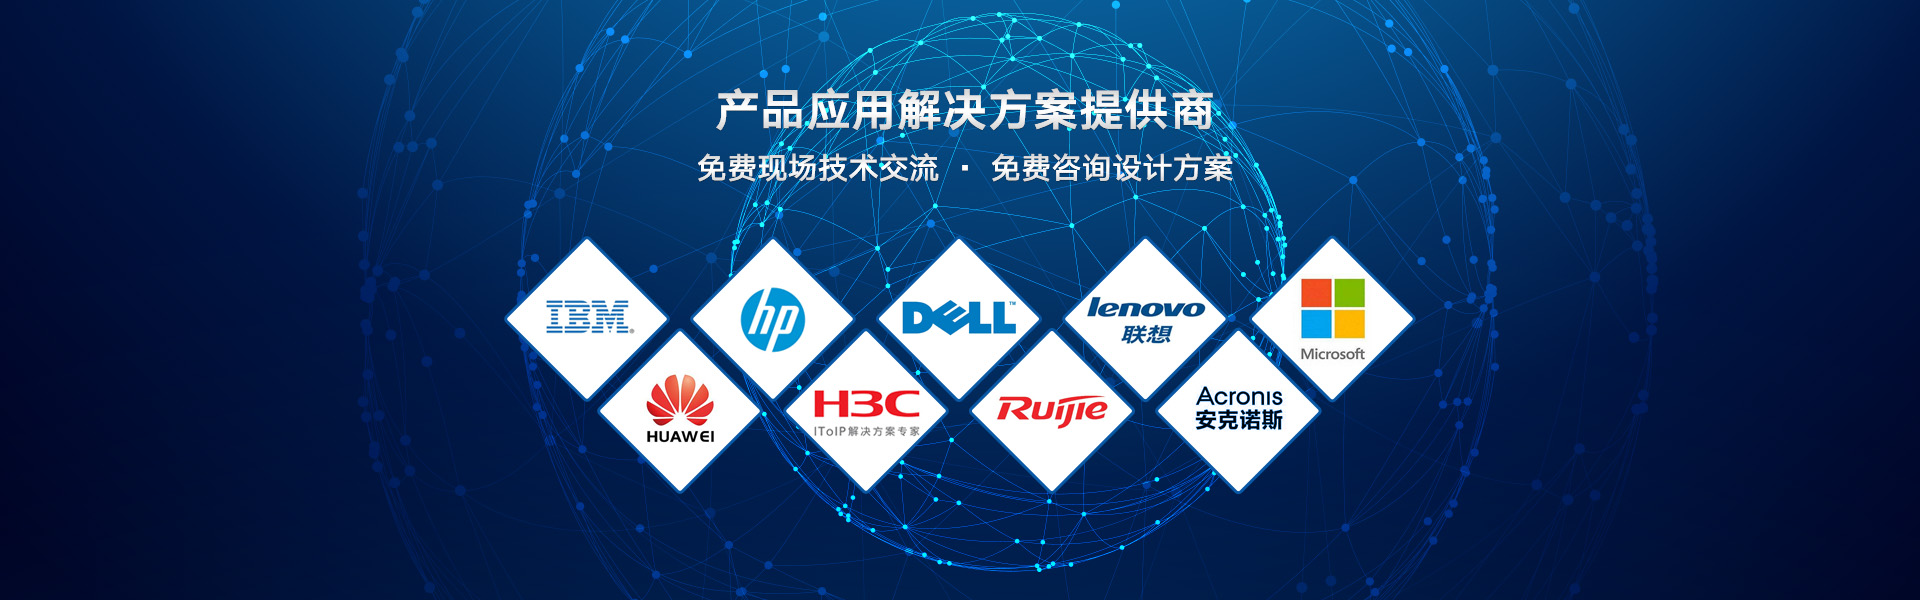 产品应用解决方案提供商
免费现场技术交流 · 免费咨询设计方案
IBM®
hp
DELL™
lenovo
联想
Microsoft
HUAWEI
H3C
IToIP解决方案专家
Ruijie
Acronis
安克诺斯